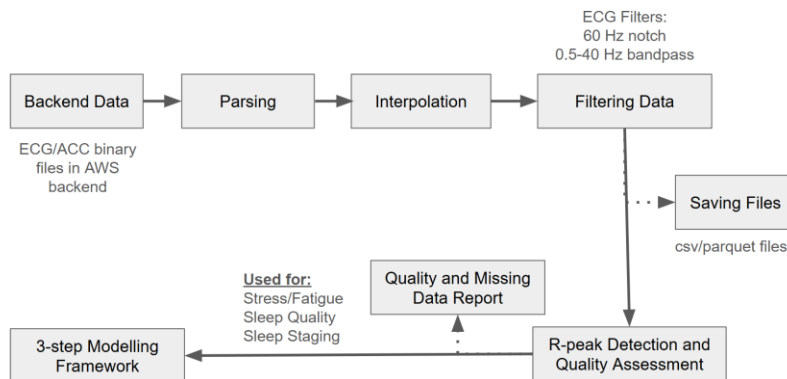 ECG Filters:
60 Hz notch
0.5-40 Hz bandpass
Backend Data
Parsing
Interpolation
Filtering Data
ECG/ACC binary
files in AWS
backend
Saving Files
csv/parquet files
Used for:
Stress/Fatigue
Sleep Quality
Sleep Staging
Quality and Missing
Data Report
3-step Modelling
Framework
R-peak Detection and
Quality Assessment